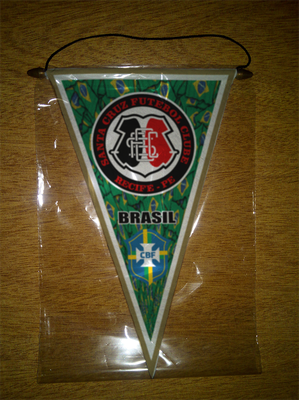 SANTA CRUZ FUTEBOL CLUBE
RECIFE - PE
BRASIL
CBF